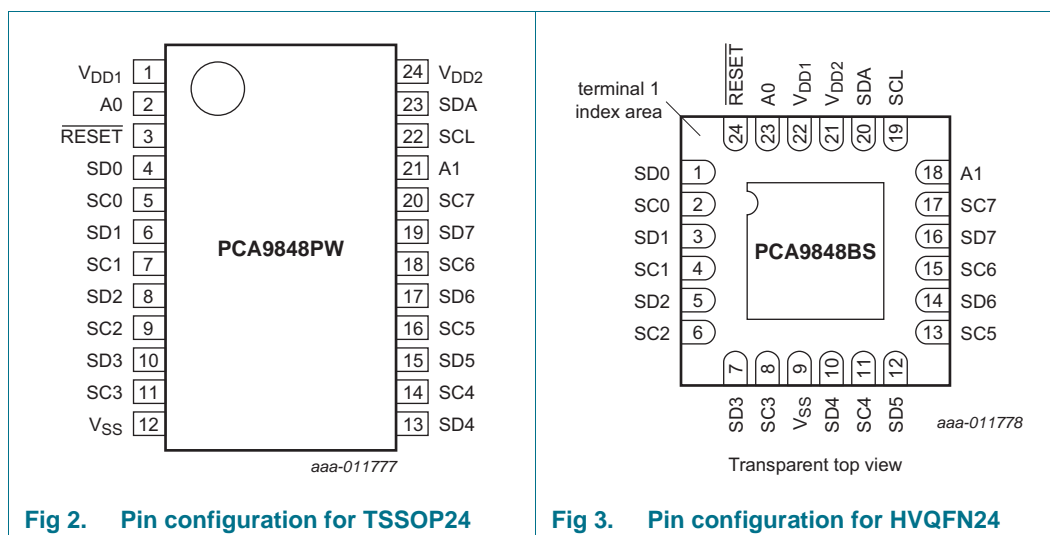 V_DD1 1
A0 2
RESET 3
SD0 4
SC0 5
SD1 6
SC1 7
SD2 8
SC2 9
SD3 10
SC3 11
V_SS 12
PCA9848PW
24 V_DD2
23 SDA
22 SCL
21 A1
20 SC7
19 SD7
18 SC6
17 SD6
16 SC5
15 SD5
14 SC4
13 SD4
aaa-011777
Fig 2. Pin configuration for TSSOP24
terminal 1
index area
RESET A0 V_DD1 V_DD2 SDA SCL
24 23 22 21 20 19
SD0 1
SC0 2
SD1 3
SC1 4
SD2 5
SC2 6
PCA9848BS
18 A1
17 SC7
16 SD7
15 SC6
14 SD6
13 SC5
7 8 9 10 11 12
SD3 SC3 V_SS SD4 SC4 SD5
aaa-011778
Transparent top view
Fig 3. Pin configuration for HVQFN24